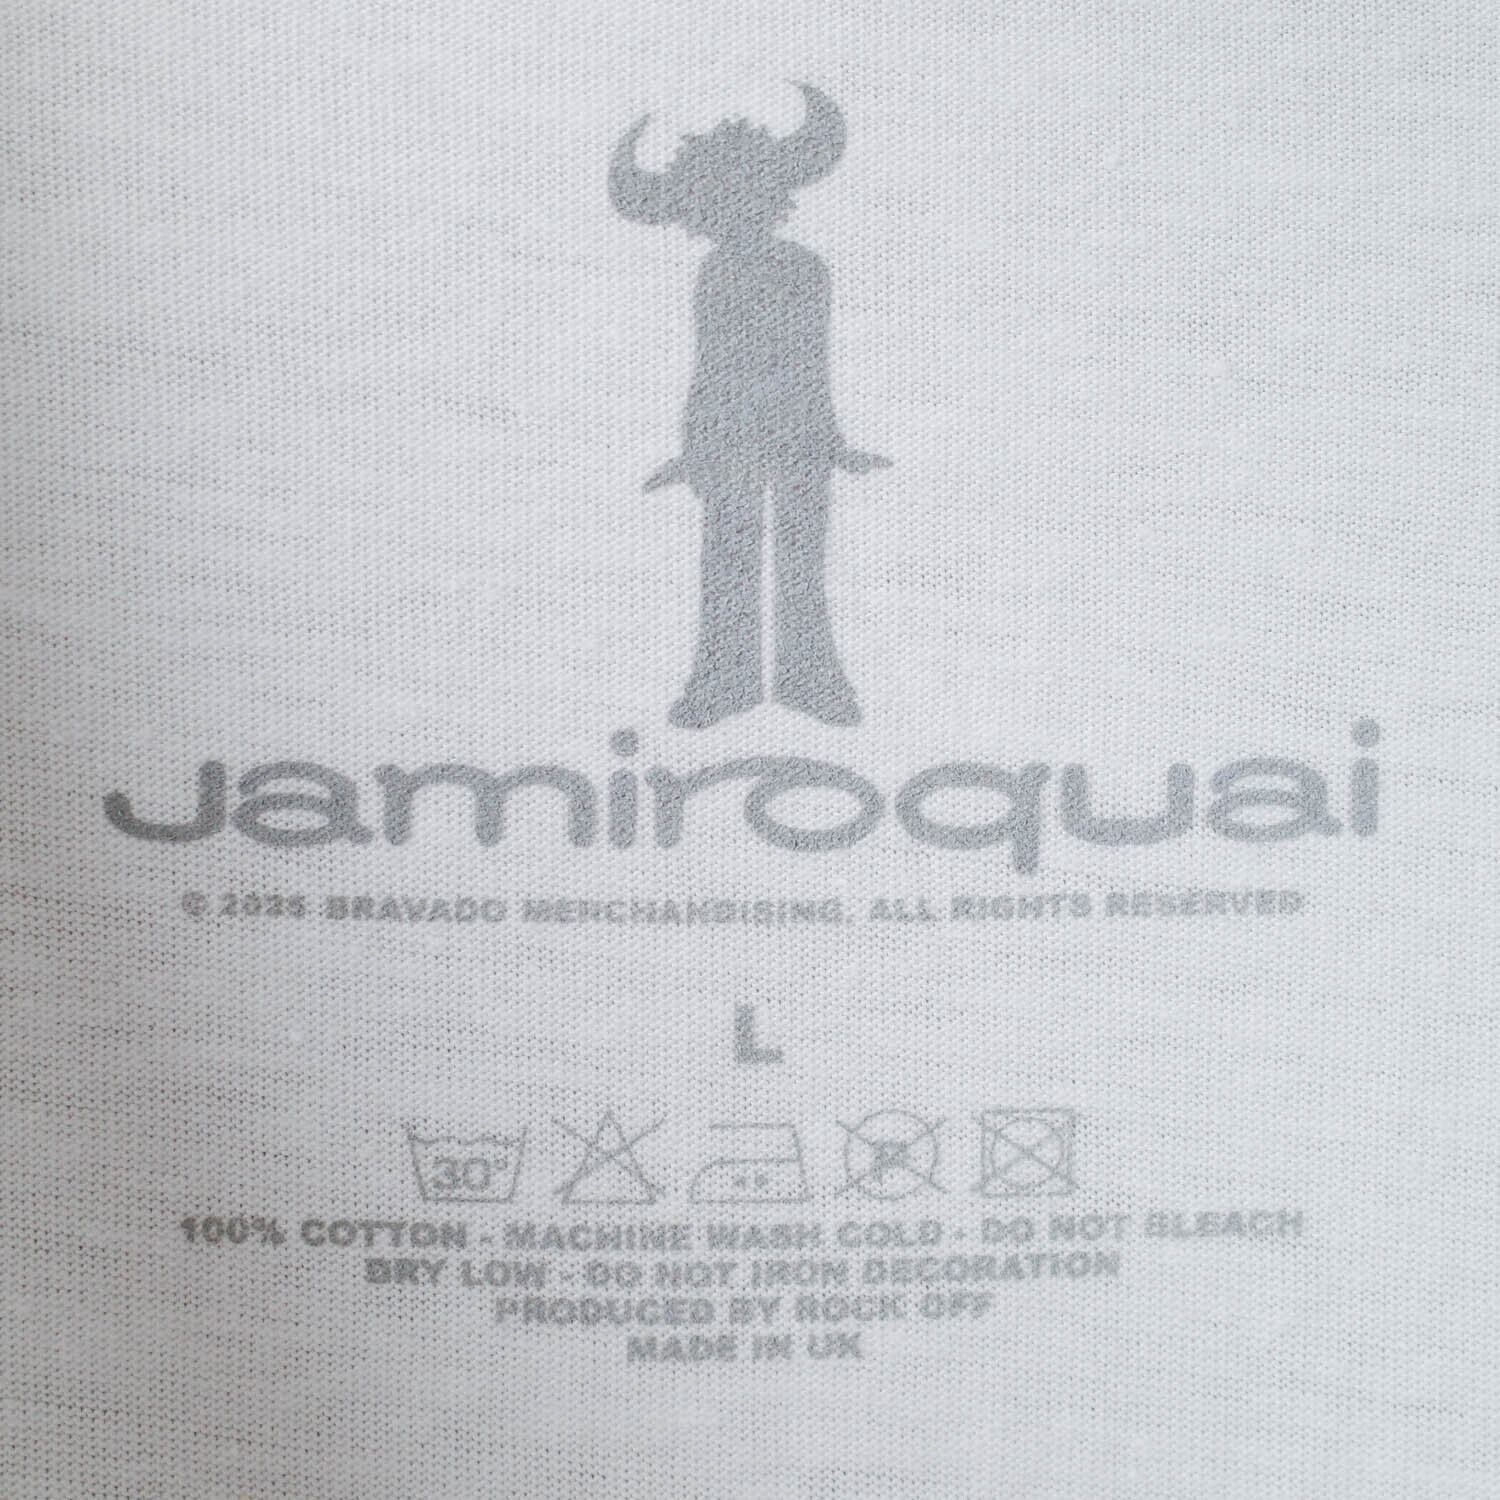 Jamiroquai
© 2025 BRAVADO MERCHANDISING. ALL RIGHTS RESERVED
L
30°
P
100% COTTON - MACHINE WASH COLD - DO NOT BLEACH
DRY LOW - DO NOT IRON DECORATION
PRODUCED BY ROCK OFF
MADE IN UK